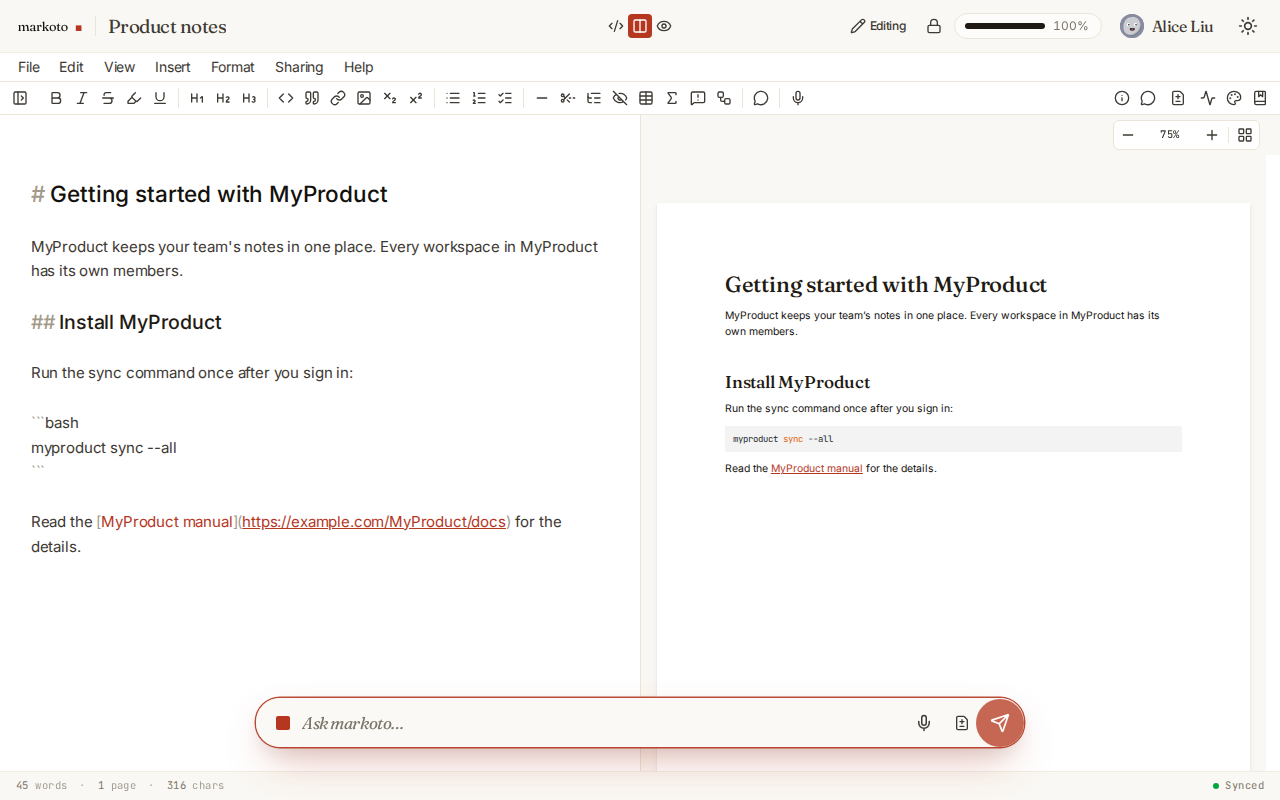 markoto
Product notes
Editing
100%
Alice Liu
File Edit View Insert Format Sharing Help
B I S U H1 H2 H3 x2 x2 Σ
75%
# Getting started with MyProduct
MyProduct keeps your team's notes in one place. Every workspace in MyProduct
has its own members.
## Install MyProduct
Run the sync command once after you sign in:
```bash
myproduct sync --all
```
Read the [MyProduct manual](https://example.com/MyProduct/docs) for the
details.
Getting started with MyProduct
MyProduct keeps your team's notes in one place. Every workspace in MyProduct has its
own members.
Install MyProduct
Run the sync command once after you sign in:
myproduct sync --all
Read the MyProduct manual for the details.
Ask markoto...
45 words · 1 page · 316 chars
Synced